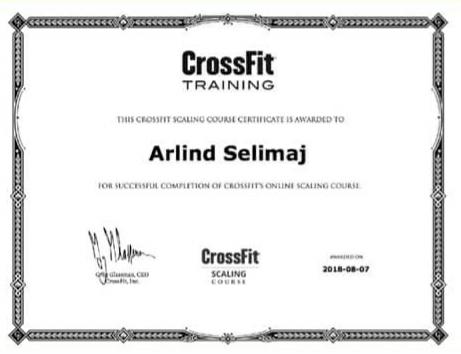 CrossFit
TRAINING
THIS CROSSFIT SCALING COURSE CERTIFICATE IS AWARDED TO
Arlind Selimaj
FOR SUCCESSFUL COMPLETION OF CROSSFIT'S ONLINE SCALING COURSE.
Greg Glassman, CEO
CrossFit, Inc.
CrossFit
SCALING
COURSE
AWARDED ON
2018-08-07